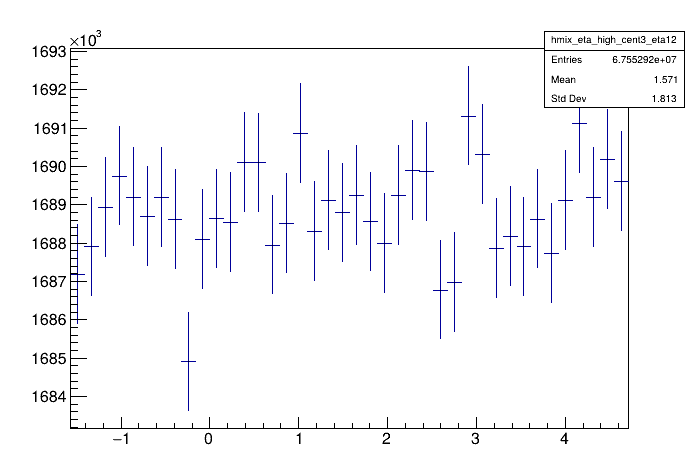 ×10³
hmix_eta_high_cent3_eta12
Entries 6.755292e+07
Mean 1.571
Std Dev 1.813
1693
1692
1691
1690
1689
1688
1687
1686
1685
1684
−1 0 1 2 3 4